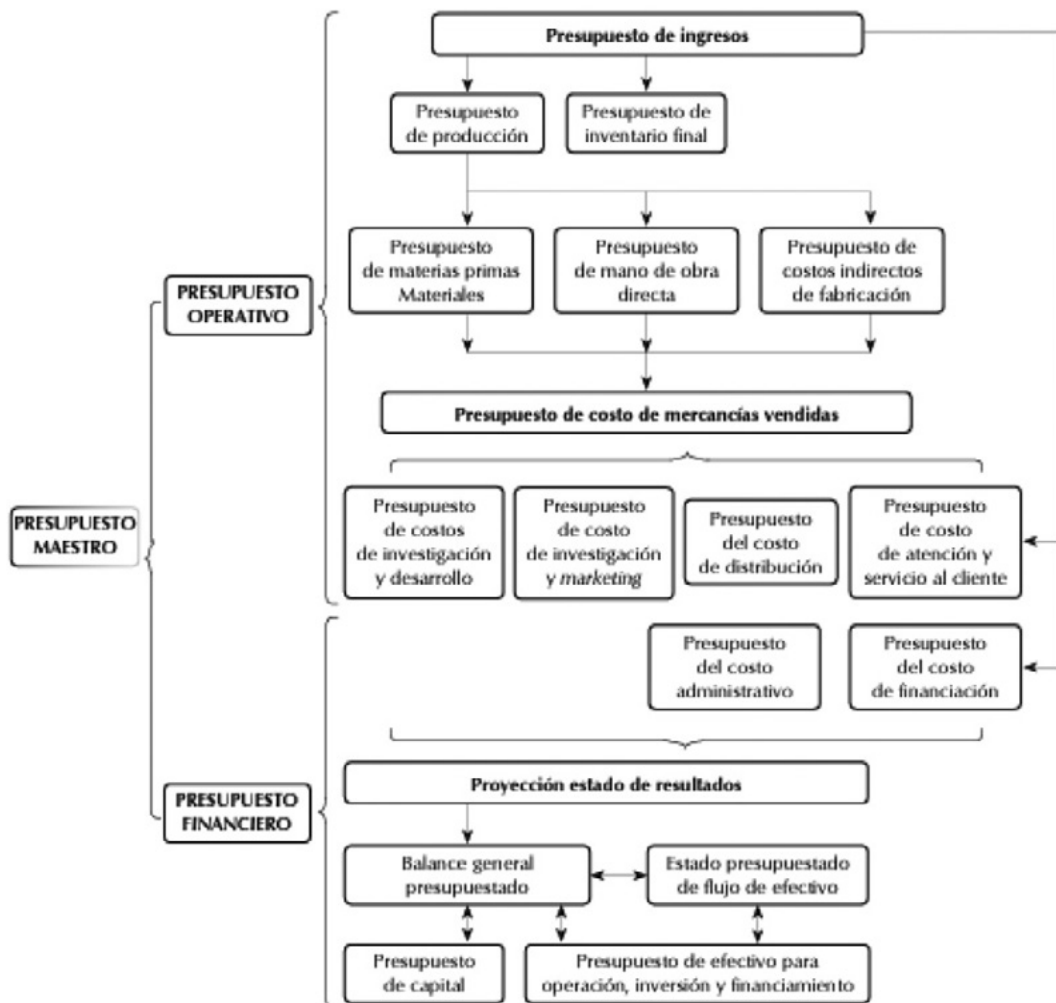 Presupuesto de ingresos
Presupuesto
de producción
Presupuesto de
inventario final
Presupuesto
de materias primas
Materiales
Presupuesto
de mano de obra
directa
Presupuesto de
costos indirectos
de fabricación
PRESUPUESTO
OPERATIVO
Presupuesto de costo de mercancías vendidas
PRESUPUESTO
MAESTRO
Presupuesto
de costos
de investigación
y desarrollo
Presupuesto
de costo
de investigación
y marketing
Presupuesto
del costo
de distribución
Presupuesto
de costo
de atención y
servicio al cliente
Presupuesto
del costo
administrativo
Presupuesto
del costo
de financiación
PRESUPUESTO
FINANCIERO
Proyección estado de resultados
Balance general
presupuestado
Estado presupuestado
de flujo de efectivo
Presupuesto
de capital
Presupuesto de efectivo para
operación, inversión y financiamiento